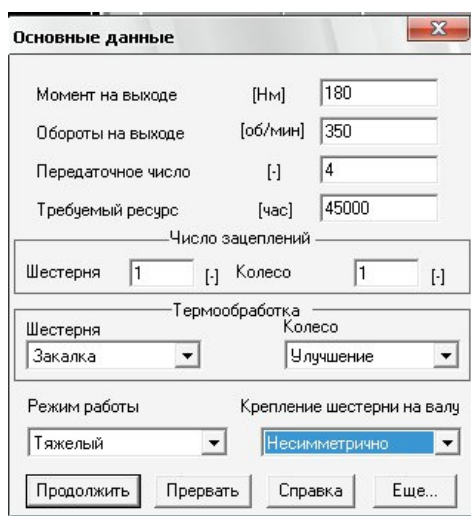 Основные данные
Момент на выходе [Нм] 180
Обороты на выходе [об/мин] 350
Передаточное число [-] 4
Требуемый ресурс [час] 45000
Число зацеплений
Шестерня 1 [-] Колесо 1 [-]
Термообработка
Шестерня Колесо
Закалка Улучшение
Режим работы Крепление шестерни на валу
Тяжелый Несимметрично
Продолжить Прервать Справка Еще...